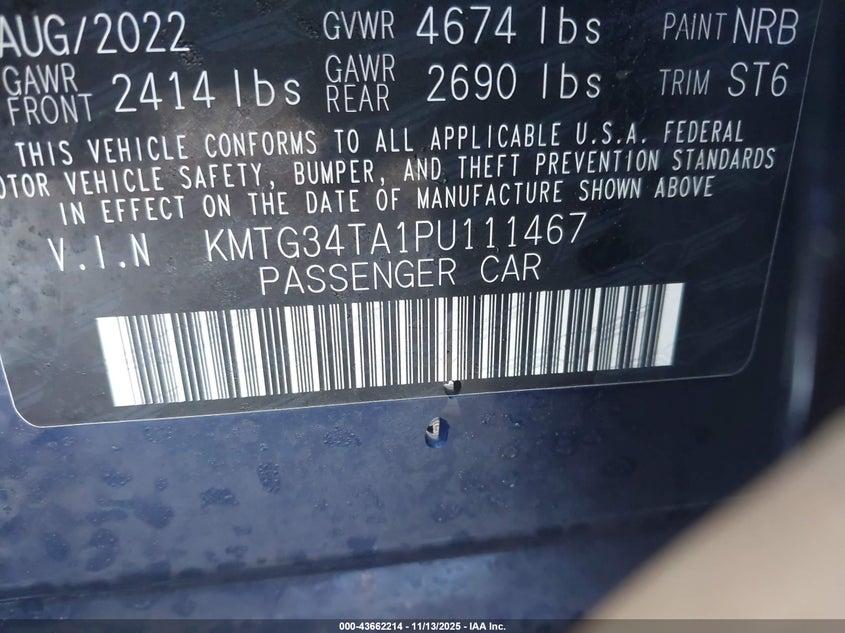 AUG/2022 GVWR 4674 lbs PAINT NRB
GAWR FRONT 2414 lbs GAWR REAR 2690 lbs TRIM ST6
THIS VEHICLE CONFORMS TO ALL APPLICABLE U.S.A. FEDERAL
OTOR VEHICLE SAFETY, BUMPER, AND THEFT PREVENTION STANDARDS
IN EFFECT ON THE DATE OF MANUFACTURE SHOWN ABOVE
V.I.N KMTG34TA1PU111467
PASSENGER CAR
000-43662214 - 11/13/2025 - IAA Inc.